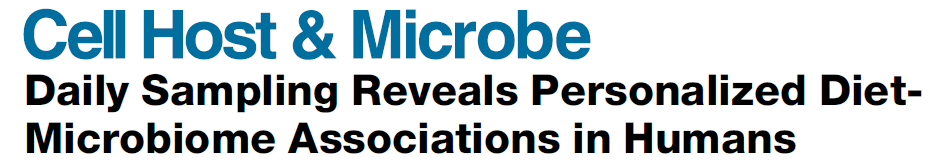 Cell Host & Microbe
Daily Sampling Reveals Personalized Diet-
Microbiome Associations in Humans